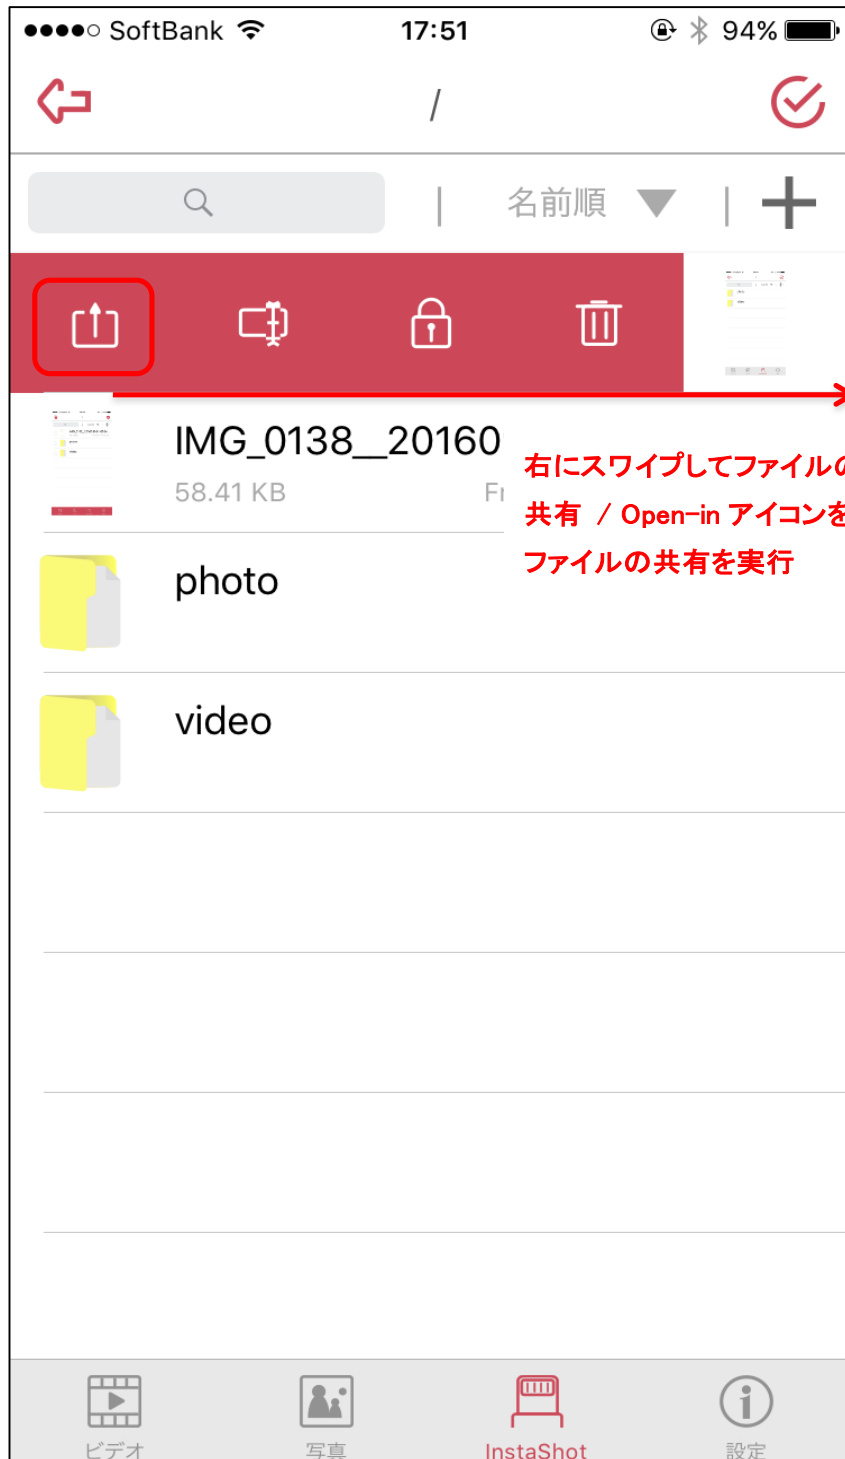 SoftBank 17:51 94%
/
名前順
IMG_0138__20160
58.41 KB
右にスワイプしてファイルの
共有 / Open-in アイコンを
ファイルの共有を実行
photo
video
ビデオ 写真 InstaShot 設定